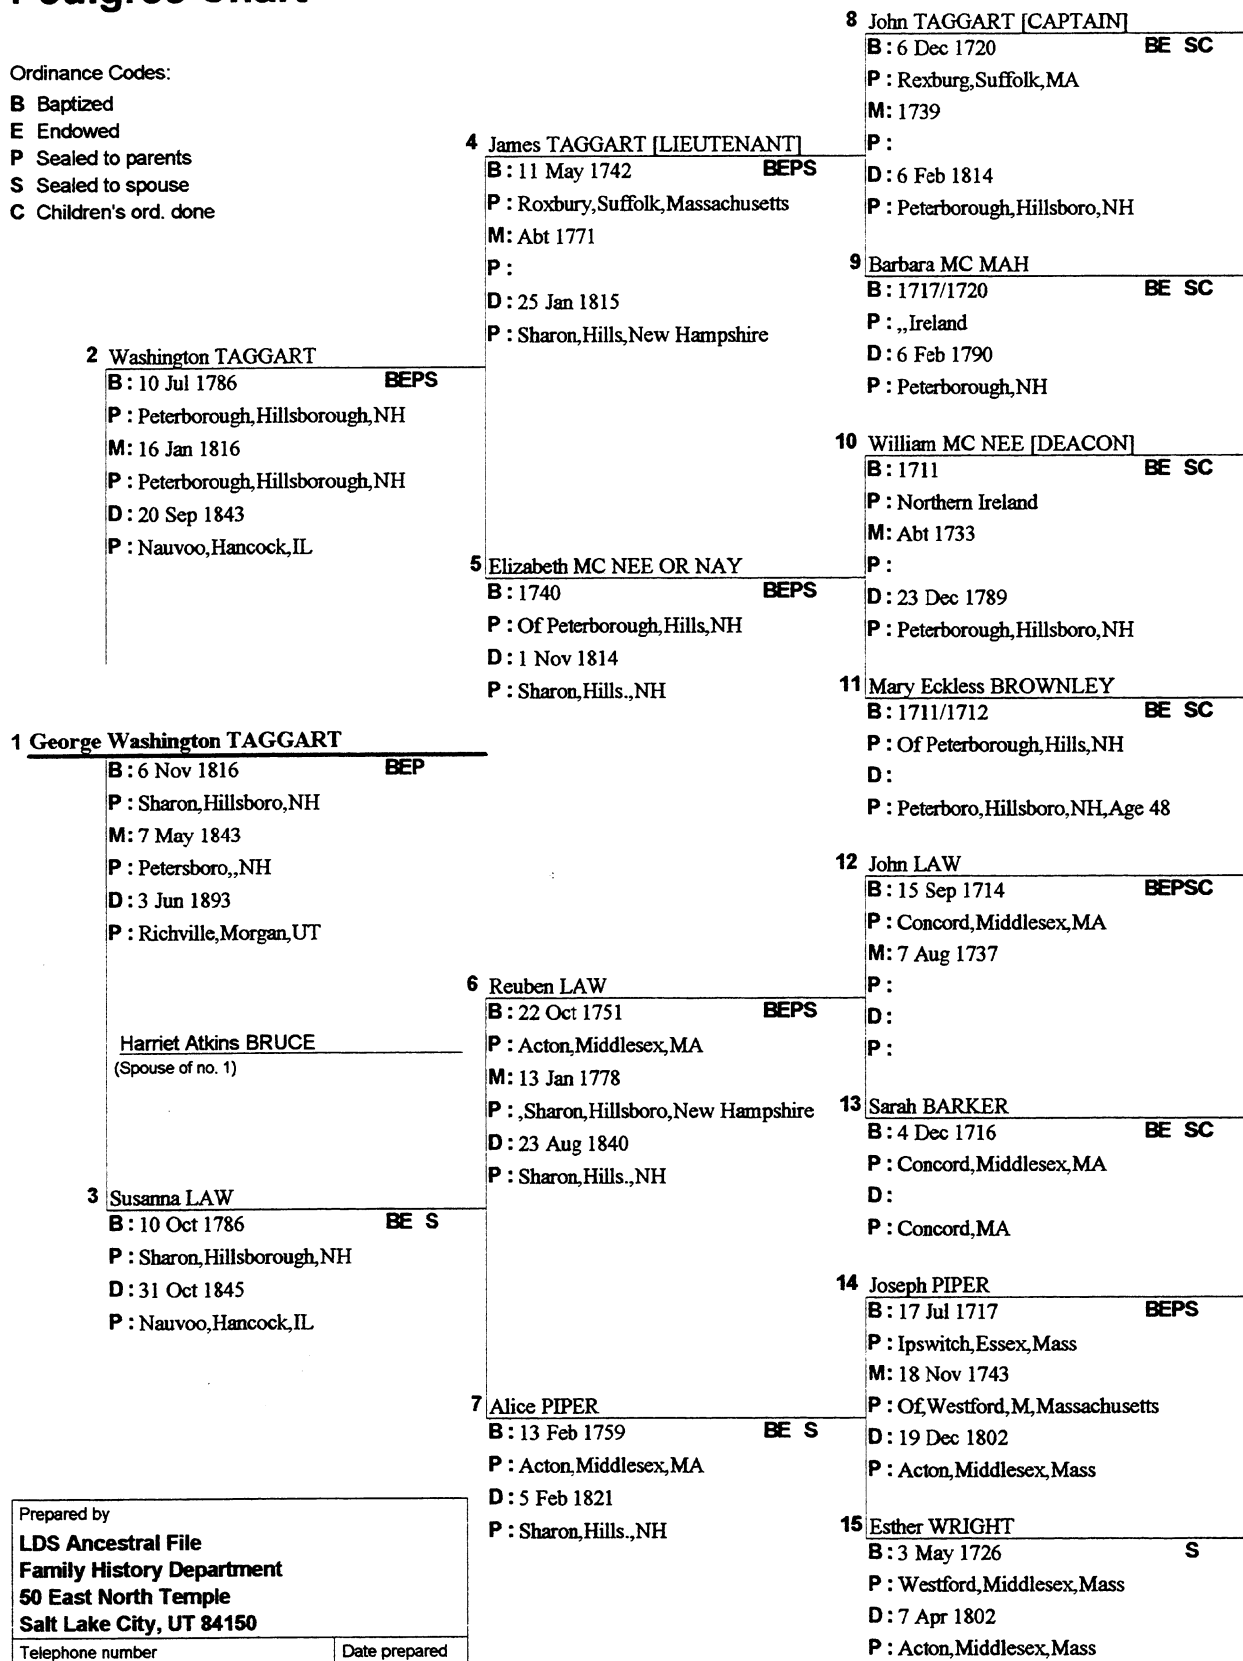 Pedigree Chart
Ordinance Codes:
B Baptized
E Endowed
P Sealed to parents
S Sealed to spouse
C Children's ord. done
8 John TAGGART [CAPTAIN]
B: 6 Dec 1720 BE SC
P: Rexburg,Suffolk,MA
M: 1739
P:
D: 6 Feb 1814
P: Peterborough,Hillsboro,NH
4 James TAGGART [LIEUTENANT]
B: 11 May 1742 BEPS
P: Roxbury,Suffolk,Massachusetts
M: Abt 1771
P:
D: 25 Jan 1815
P: Sharon,Hills,New Hampshire
9 Barbara MC MAH
B: 1717/1720 BE SC
P: ,,Ireland
D: 6 Feb 1790
P: Peterborough,NH
2 Washington TAGGART
B: 10 Jul 1786 BEPS
P: Peterborough,Hillsborough,NH
M: 16 Jan 1816
P: Peterborough,Hillsborough,NH
D: 20 Sep 1843
P: Nauvoo,Hancock,IL
10 William MC NEE [DEACON]
B: 1711 BE SC
P: Northern Ireland
M: Abt 1733
P:
D: 23 Dec 1789
P: Peterborough,Hillsboro,NH
5 Elizabeth MC NEE OR NAY
B: 1740 BEPS
P: Of Peterborough,Hills,NH
D: 1 Nov 1814
P: Sharon,Hills.,NH
11 Mary Eckless BROWNLEY
B: 1711/1712 BE SC
P: Of Peterborough,Hills,NH
D:
P: Peterboro,Hillsboro,NH,Age 48
1 George Washington TAGGART
B: 6 Nov 1816 BEP
P: Sharon,Hillsboro,NH
M: 7 May 1843
P: Petersboro,,NH
D: 3 Jun 1893
P: Richville,Morgan,UT
Harriet Atkins BRUCE
(Spouse of no. 1)
12 John LAW
B: 15 Sep 1714 BEPSC
P: Concord,Middlesex,MA
M: 7 Aug 1737
P:
D:
P:
6 Reuben LAW
B: 22 Oct 1751 BEPS
P: Acton,Middlesex,MA
M: 13 Jan 1778
P: ,Sharon,Hillsboro,New Hampshire
D: 23 Aug 1840
P: Sharon,Hills.,NH
13 Sarah BARKER
B: 4 Dec 1716 BE SC
P: Concord,Middlesex,MA
D:
P: Concord,MA
3 Susanna LAW
B: 10 Oct 1786 BE S
P: Sharon,Hillsborough,NH
D: 31 Oct 1845
P: Nauvoo,Hancock,IL
14 Joseph PIPER
B: 17 Jul 1717 BEPS
P: Ipswitch,Essex,Mass
M: 18 Nov 1743
P: Of,Westford,M,Massachusetts
D: 19 Dec 1802
P: Acton,Middlesex,Mass
7 Alice PIPER
B: 13 Feb 1759 BE S
P: Acton,Middlesex,MA
D: 5 Feb 1821
P: Sharon,Hills.,NH
15 Esther WRIGHT
B: 3 May 1726 S
P: Westford,Middlesex,Mass
D: 7 Apr 1802
P: Acton,Middlesex,Mass
Prepared by
LDS Ancestral File
Family History Department
50 East North Temple
Salt Lake City, UT 84150
Telephone number
Date prepared